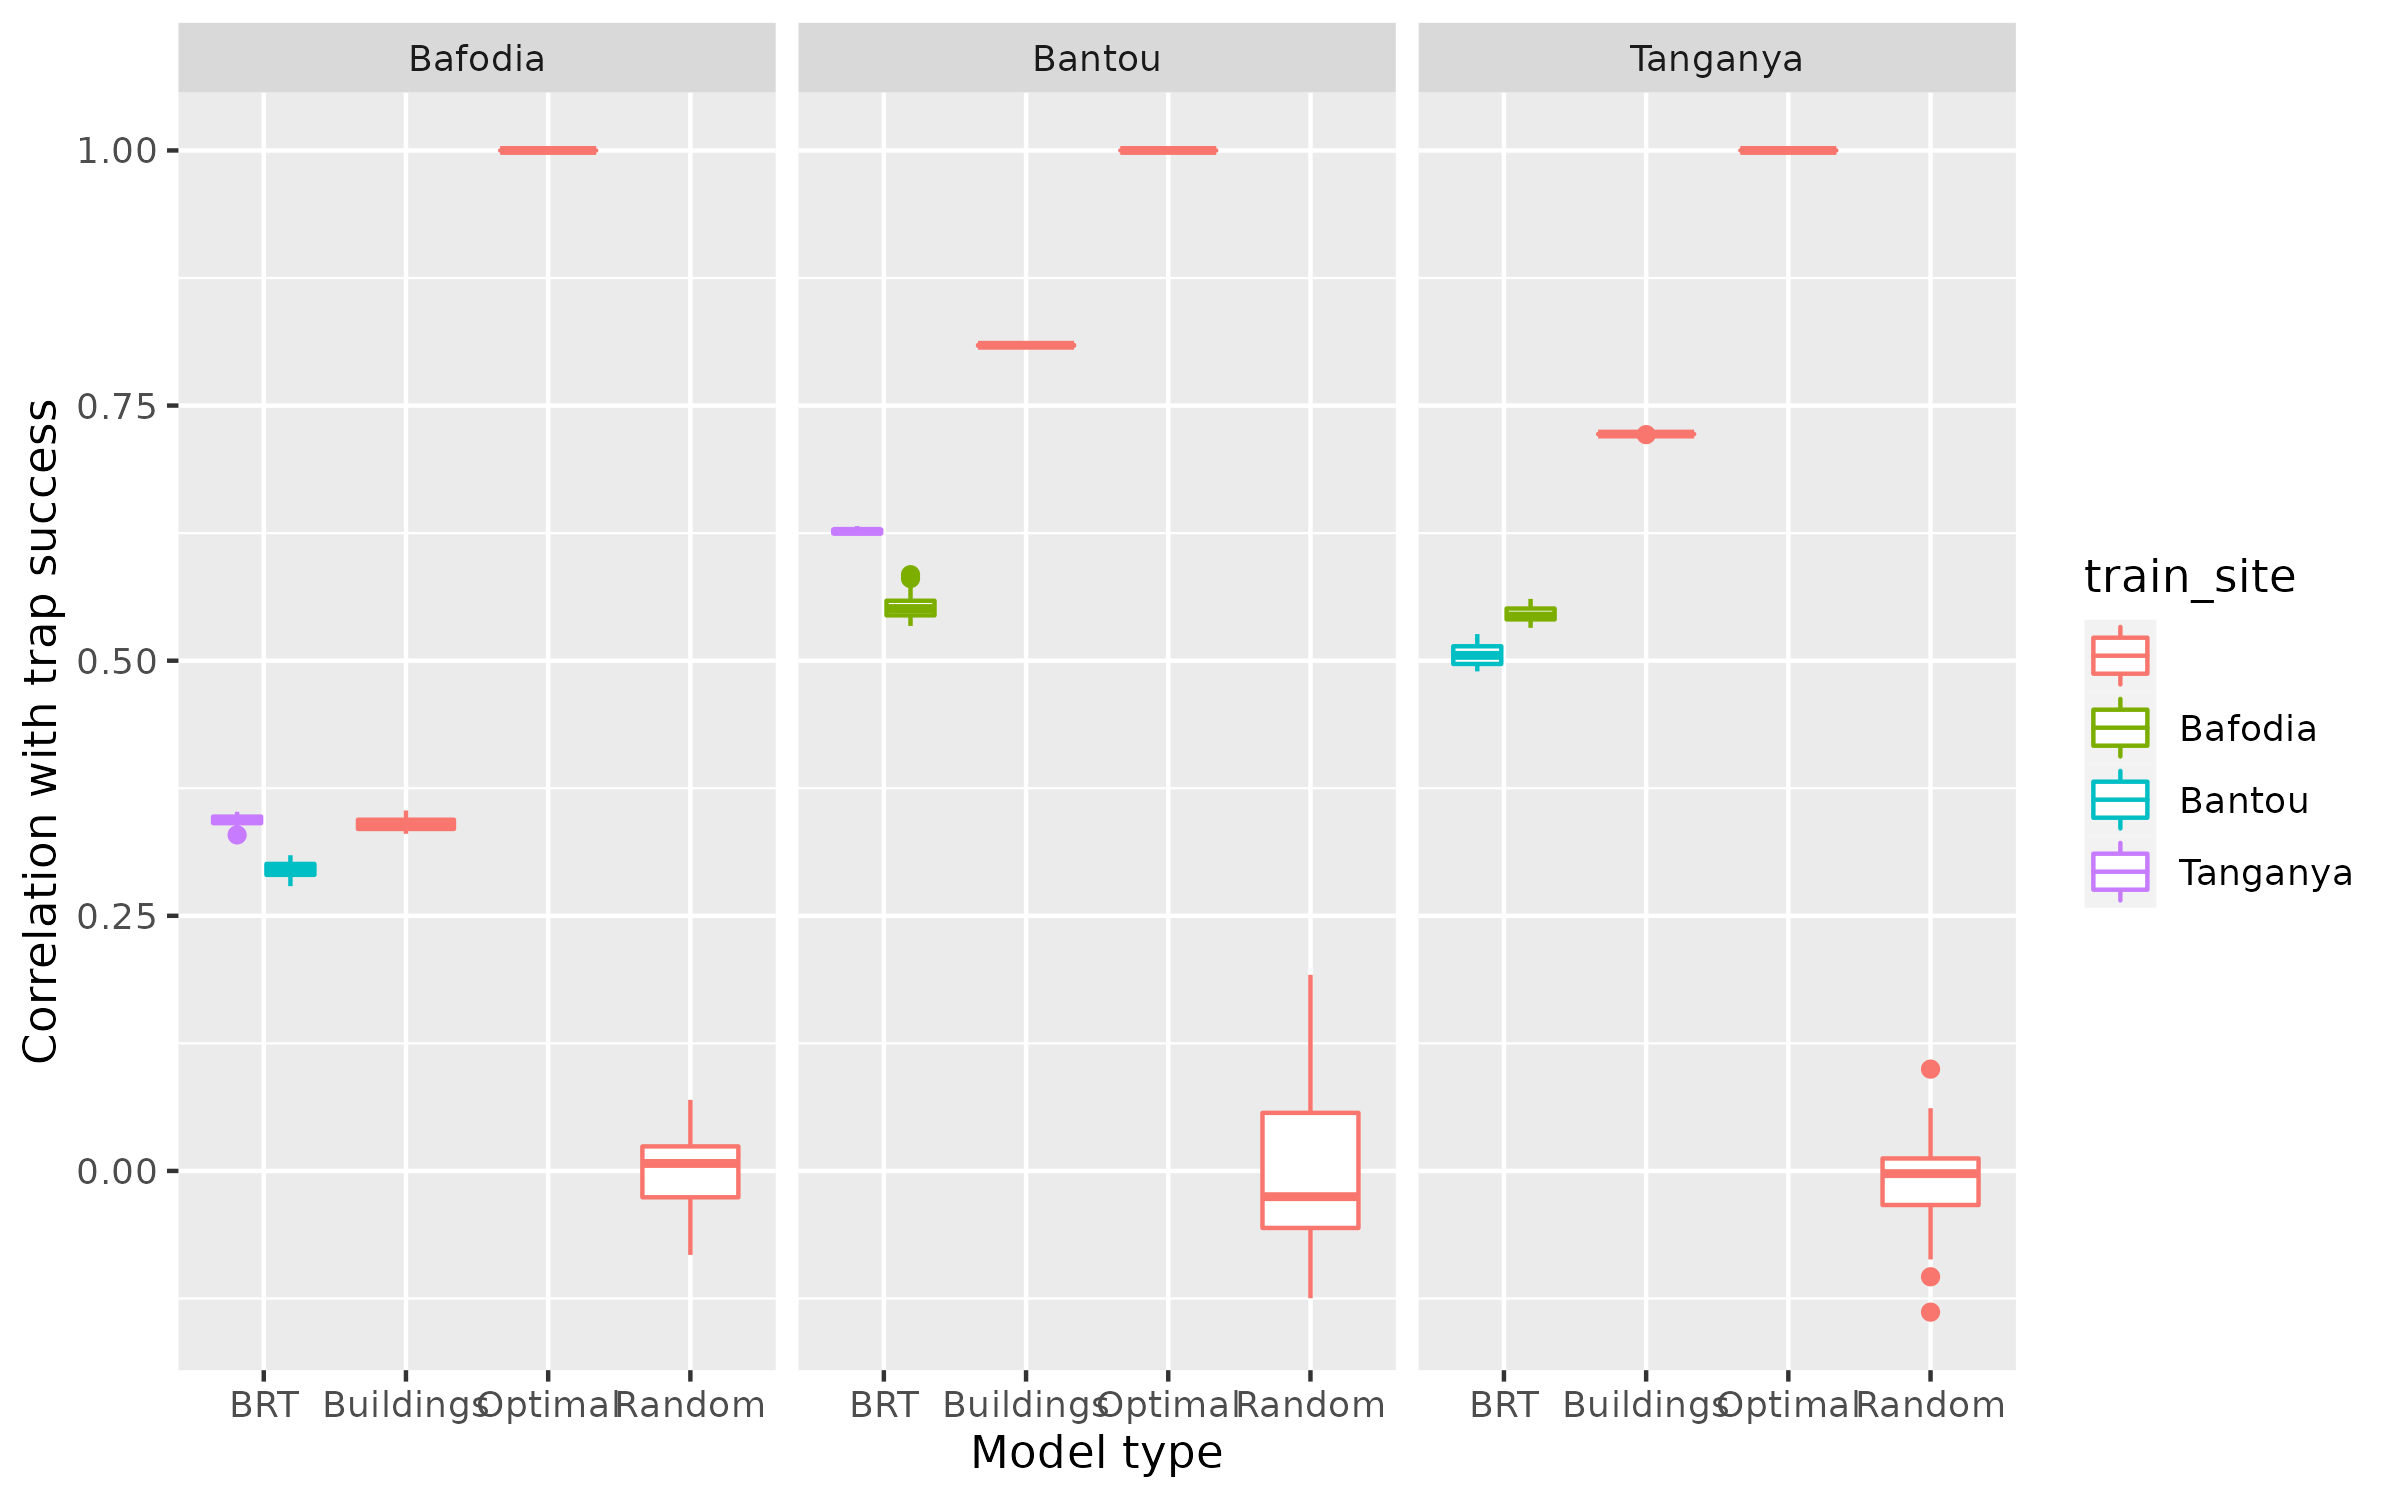 Bafodia Bantou Tanganya
1.00
0.75
0.50
0.25
0.00
Correlation with trap success
BRT Buildings Optimal Random BRT Buildings Optimal Random BRT Buildings Optimal Random
Model type
train_site
Bafodia
Bantou
Tanganya